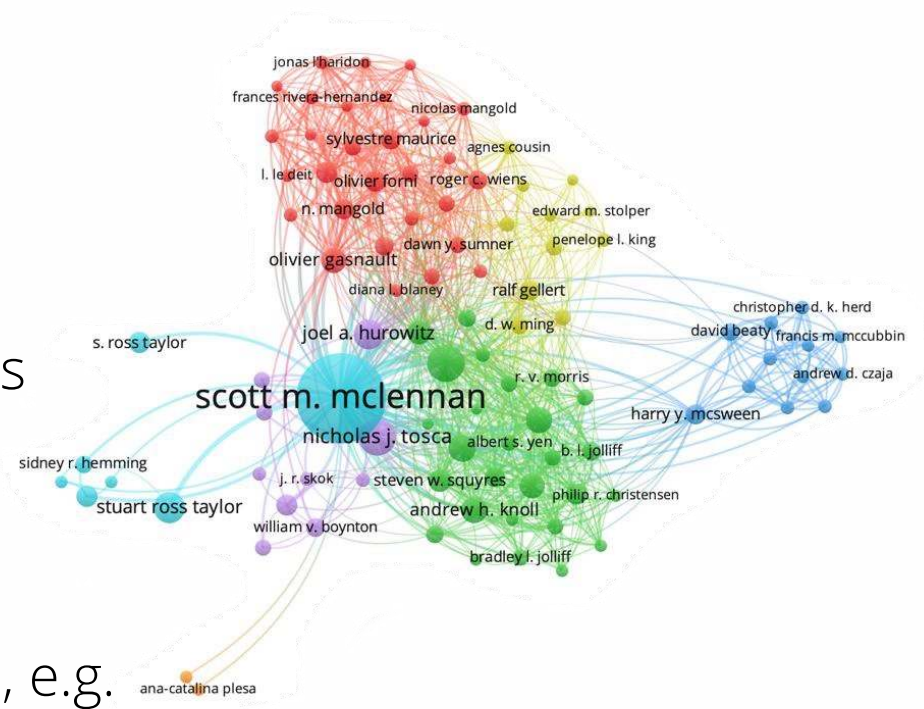 jonas l'haridon
frances rivera-hernandez
nicolas mangold
sylvestre maurice
agnes cousin
l. le deit
olivier forni
roger c. wiens
n. mangold
edward m. stolper
dawn y. sumner
penelope l. king
olivier gasnault
diana l. blaney
ralf gellert
christopher d. k. herd
d. w. ming
joel a. hurowitz
david beaty
francis m. mccubbin
s. ross taylor
s
andrew d. czaja
r. v. morris
scott m. mclennan
harry y. mcsween
nicholas j. tosca
albert s. yen
b. l. jolliff
sidney r. hemming
j. r. skok
steven w. squyres
philip r. christensen
stuart ross taylor
andrew h. knoll
william v. boynton
bradley l. jolliff
, e.g.
ana-catalina plesa